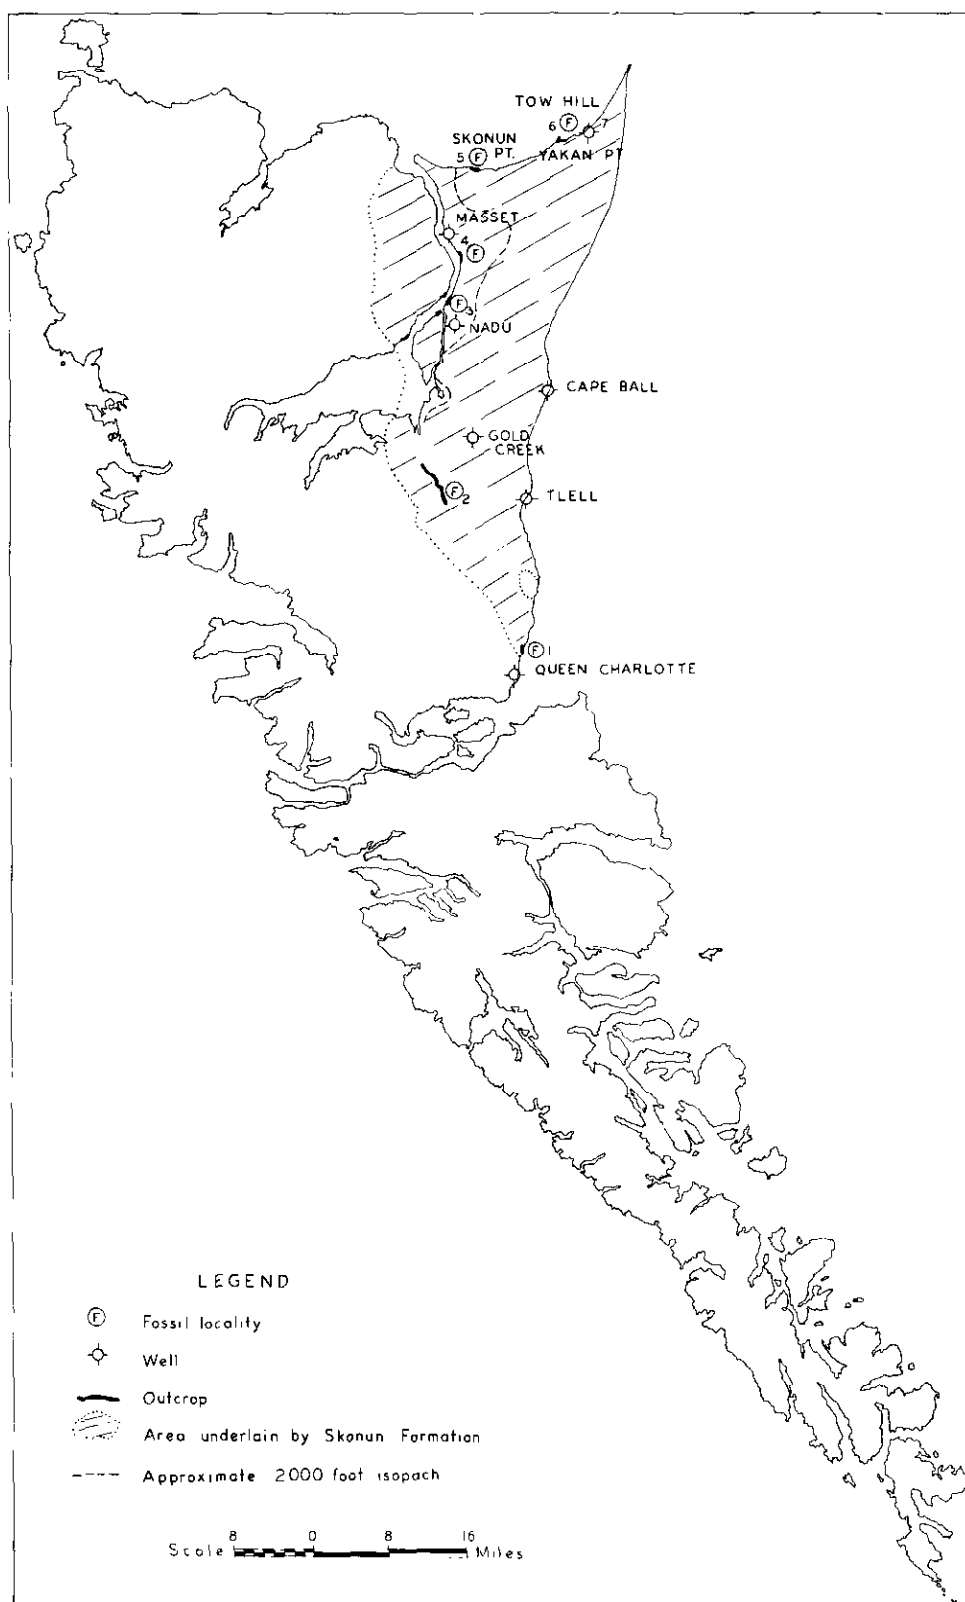 TOW HILL
6 F
7
SKONUN
PT.
5 F
YAKAN PT
MASSET
4
F
F 3
NADU
CAPE BALL
GOLD
CREEK
F 2
TLELL
F 1
QUEEN CHARLOTTE
LEGEND
F Fossil locality
Well
Outcrop
Area underlain by Skonun Formation
Approximate 2000 foot isopach
8 0 8 16
Scale Miles